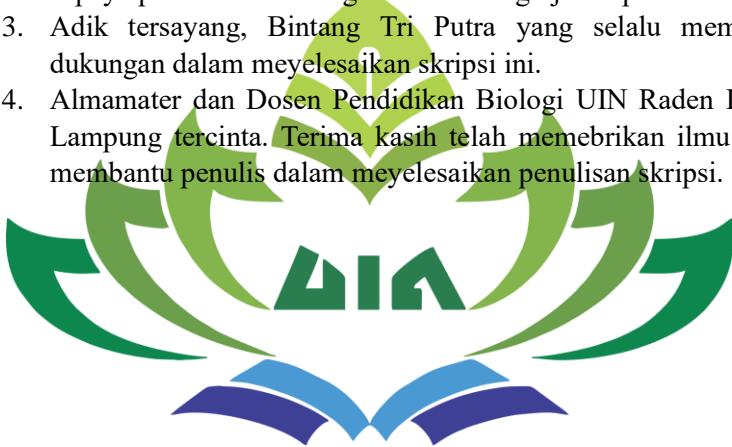 3. Adik tersayang, Bintang Tri Putra yang selalu mem
dukungan dalam meyelesaikan skripsi ini.
4. Almamater dan Dosen Pendidikan Biologi UIN Raden
Lampung tercinta. Terima kasih telah memebrikan ilmu
membantu penulis dalam meyelesaikan penulisan skripsi.
UIN